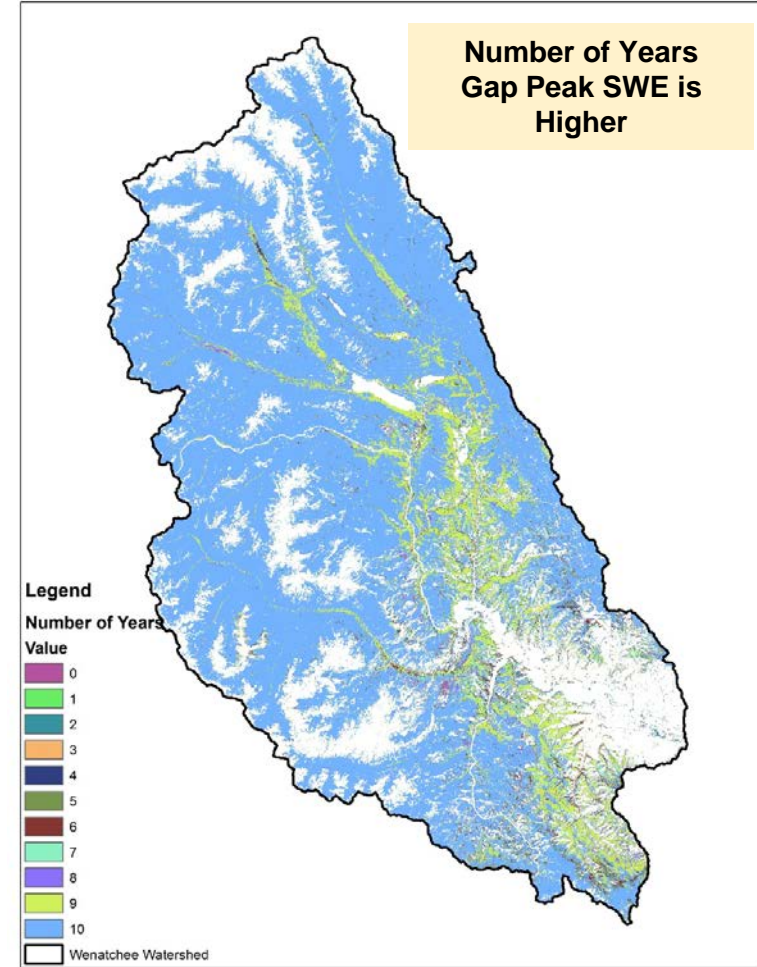 Number of Years
Gap Peak SWE is
Higher
Legend
Number of Years
Value
0
1
2
3
4
5
6
7
8
9
10
Wenatchee Watershed